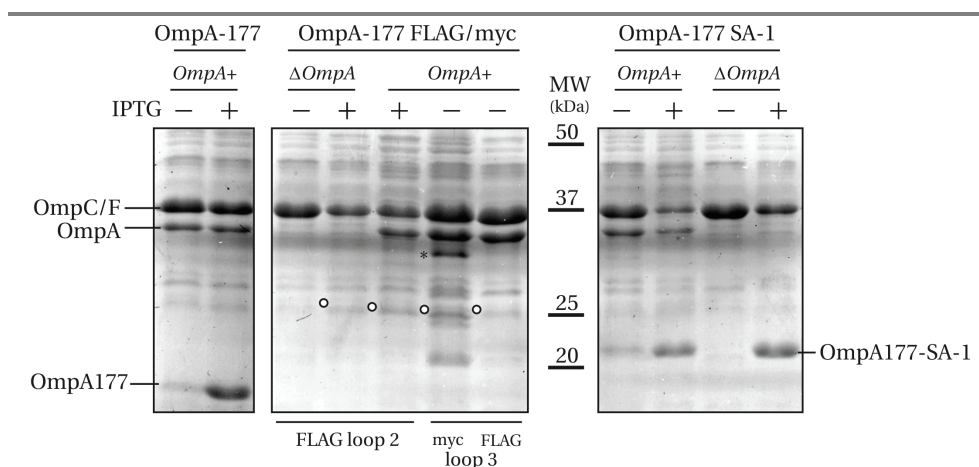 OmpA-177 OmpA-177 FLAG/myc OmpA-177 SA-1
OmpA+ ΔOmpA OmpA+ MW (kDa) OmpA+ ΔOmpA
IPTG − + − + + − − − + − +
50
OmpC/F 37
OmpA
*
25
20 OmpA177-SA-1
OmpA177
FLAG loop 2 myc FLAG
loop 3